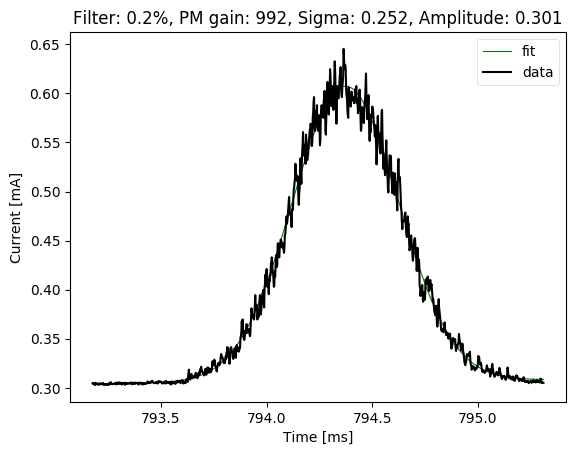 Filter: 0.2%, PM gain: 992, Sigma: 0.252, Amplitude: 0.301
fit
data
Current [mA]
0.65
0.60
0.55
0.50
0.45
0.40
0.35
0.30
793.5
794.0
794.5
795.0
Time [ms]